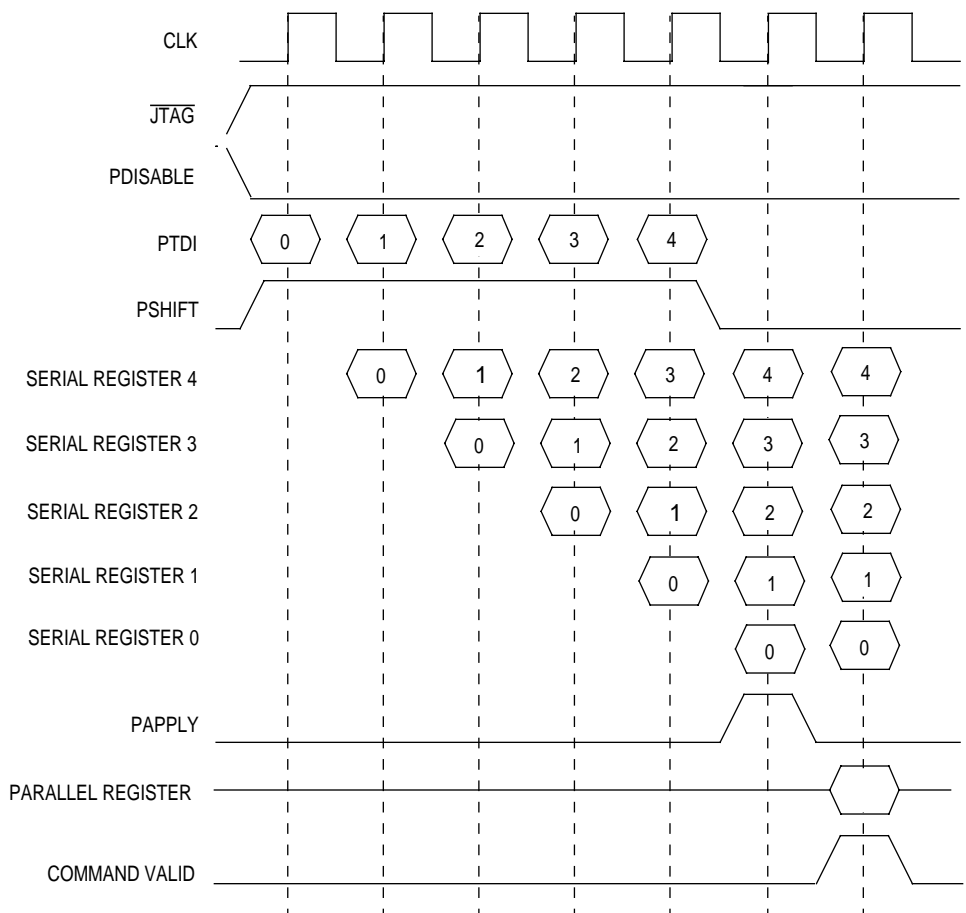 CLK
JTAG
PDISABLE
PTDI 0 1 2 3 4
PSHIFT
SERIAL REGISTER 4 0 1 2 3 4 4
SERIAL REGISTER 3 0 1 2 3 3
SERIAL REGISTER 2 0 1 2 2
SERIAL REGISTER 1 0 1 1
SERIAL REGISTER 0 0 0
PAPPLY
PARALLEL REGISTER
COMMAND VALID